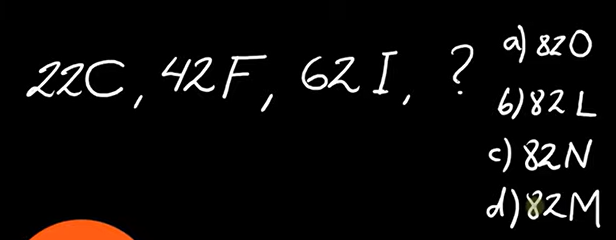 22C, 42F, 62I, ?
a) 82O
b) 82L
c) 82N
d) 82M